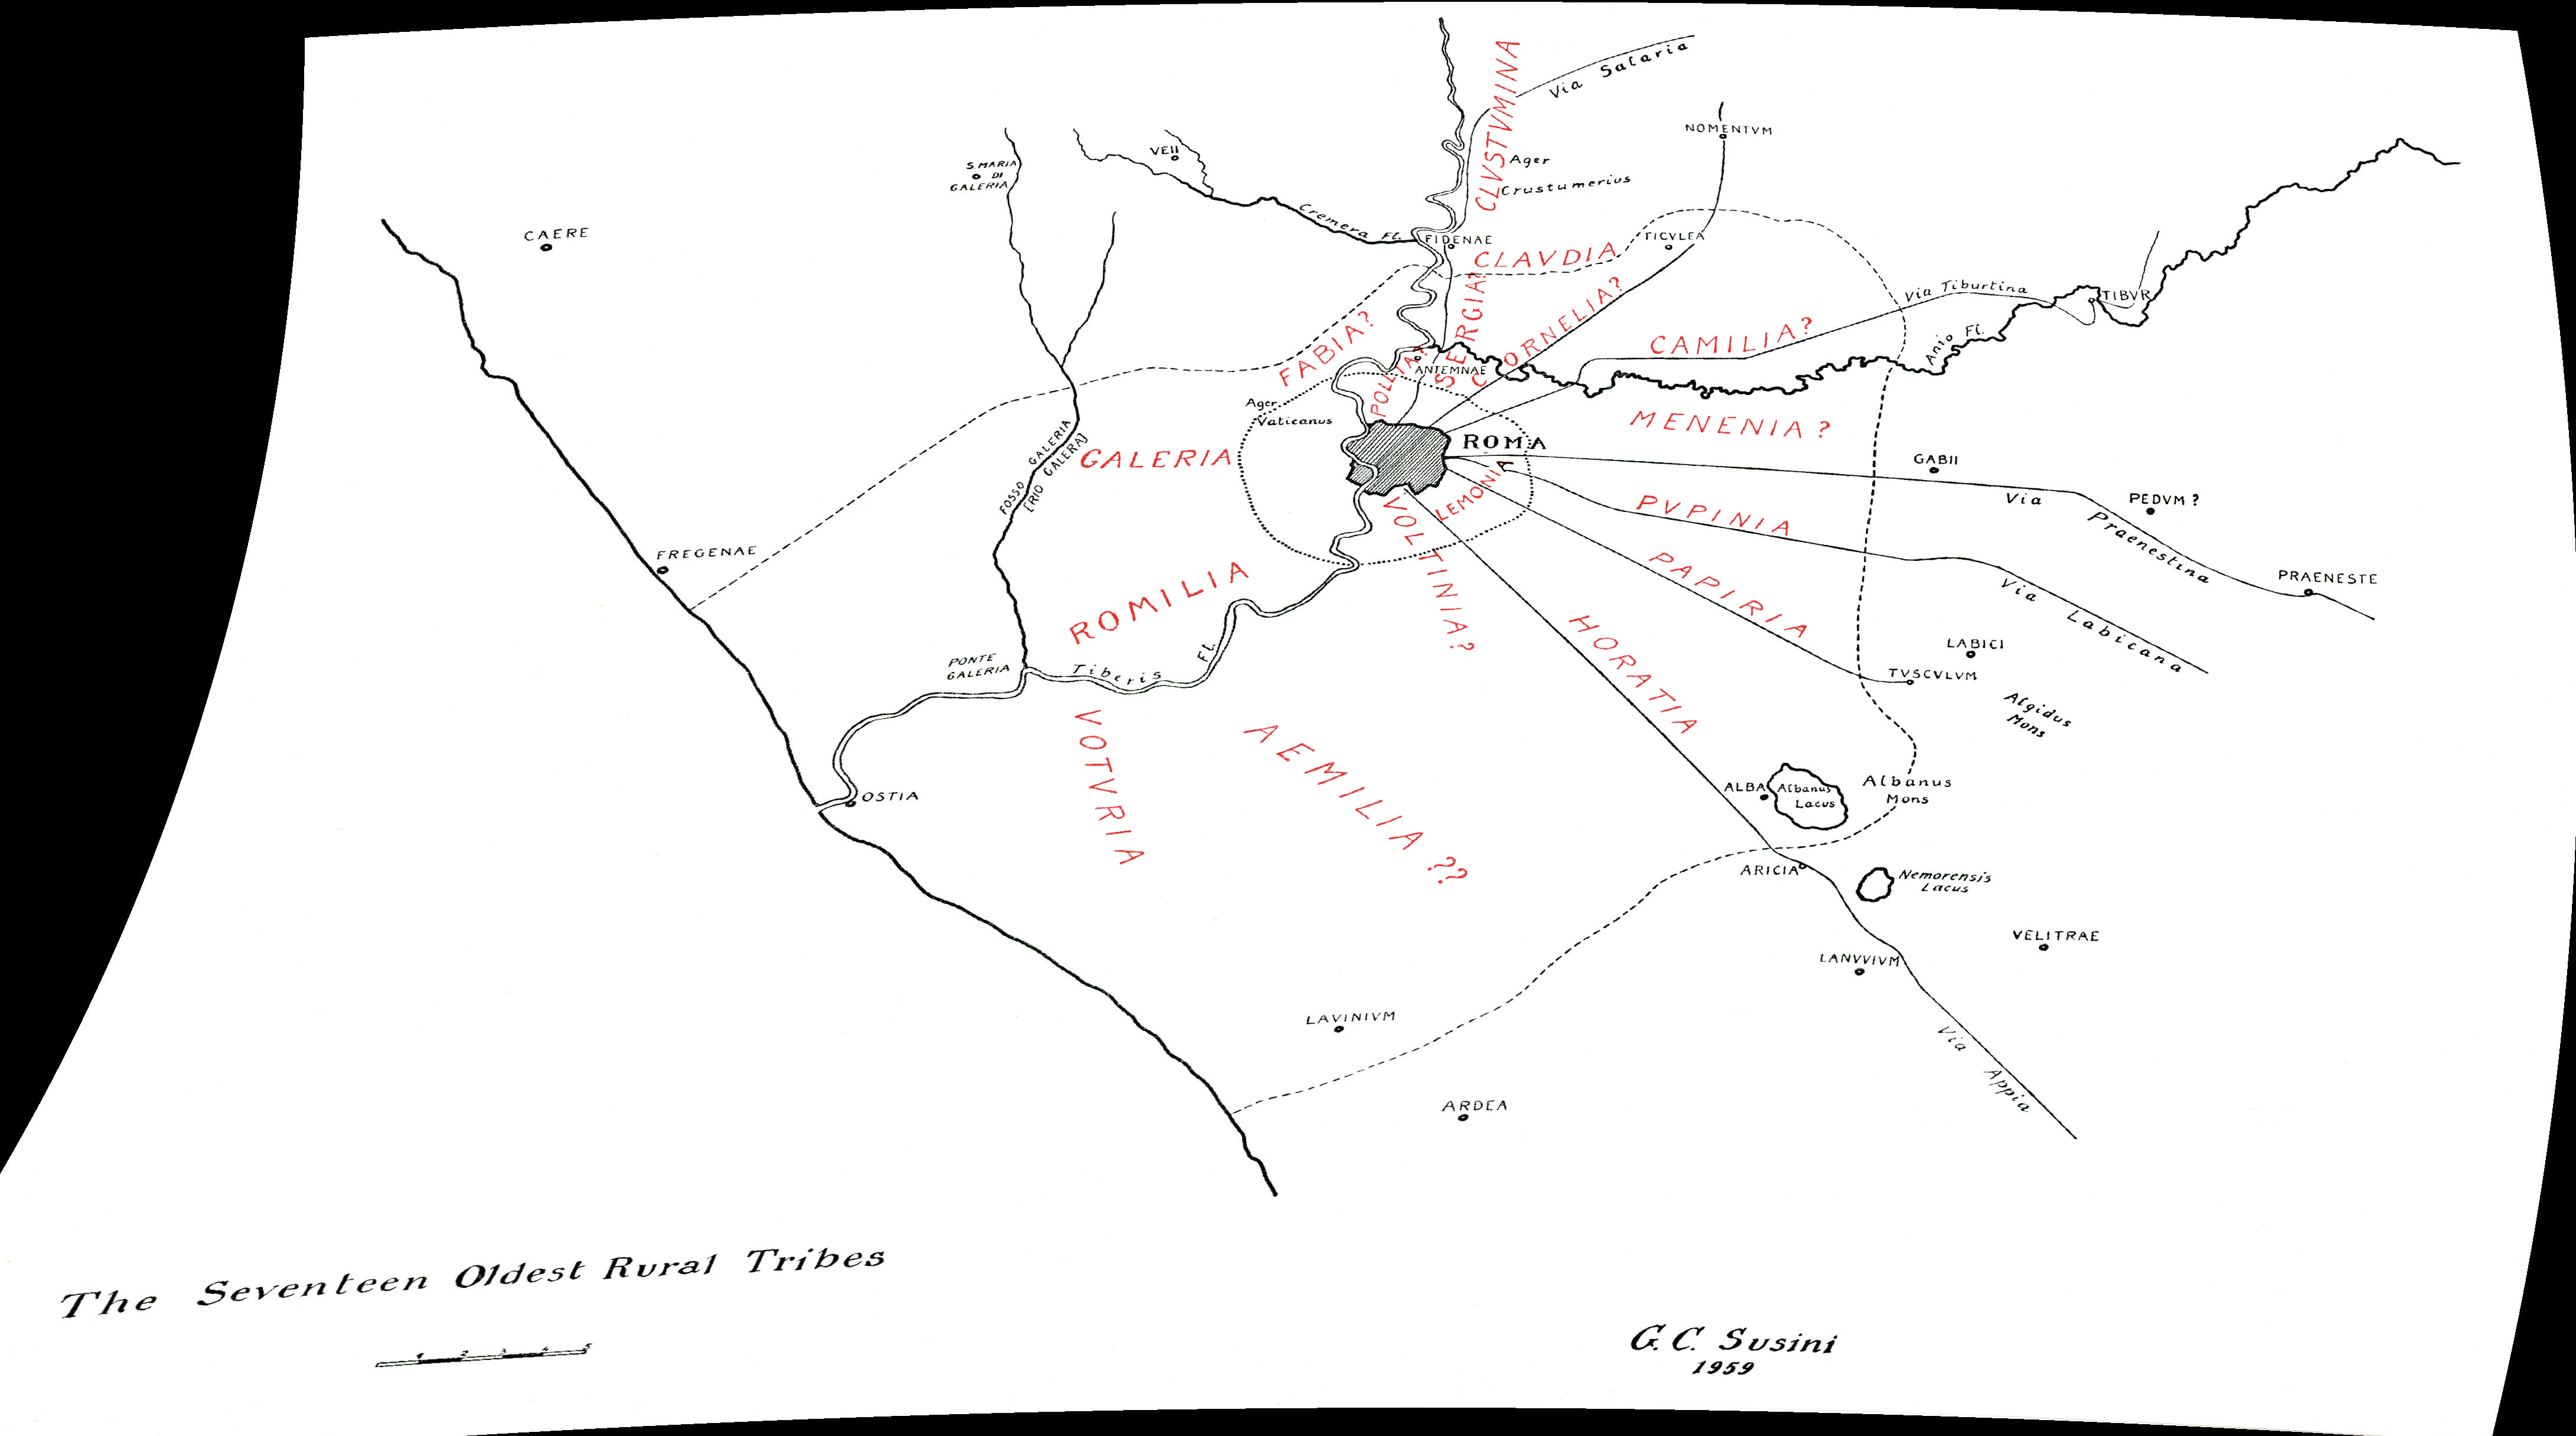 CLVSTVMINA
Via Salaria
NOMENTVM
VEII
S. MARIA
DI
GALERIA
Ager
Crustumerius
Cremera Fl.
CAERE
FIDENAE
TICVLEA
CLAVDIA
SERGIA?
CORNELIA?
Via Tiburtina
TIBVR
FABIA?
CAMILIA?
Anio Fl.
POLLIA?
ANTEMNAE
Ager
Vaticanus
MENENIA?
FOSSO GALERIA
[RIO GALERA]
GALERIA
ROMA
LEMONIA
GABII
Via Praenestina
PEDVM?
PVPINIA
VOLTINIA?
FREGENAE
PAPIRIA
PRAENESTE
Via Labicana
ROMILIA
HORATIA
LABICI
PONTE
GALERIA
Tiberis Fl.
TVSCVLVM
Algidus
Mons
VOTVRIA
AEMILIA??
OSTIA
ALBA
Albanus
Lacus
Albanus
Mons
ARICIA
Nemorensis
Lacus
VELITRAE
LANVVIVM
LAVINIVM
Via Appia
ARDEA
The Seventeen Oldest Rural Tribes
1 2 3 4 5
G. C. Susini
1959